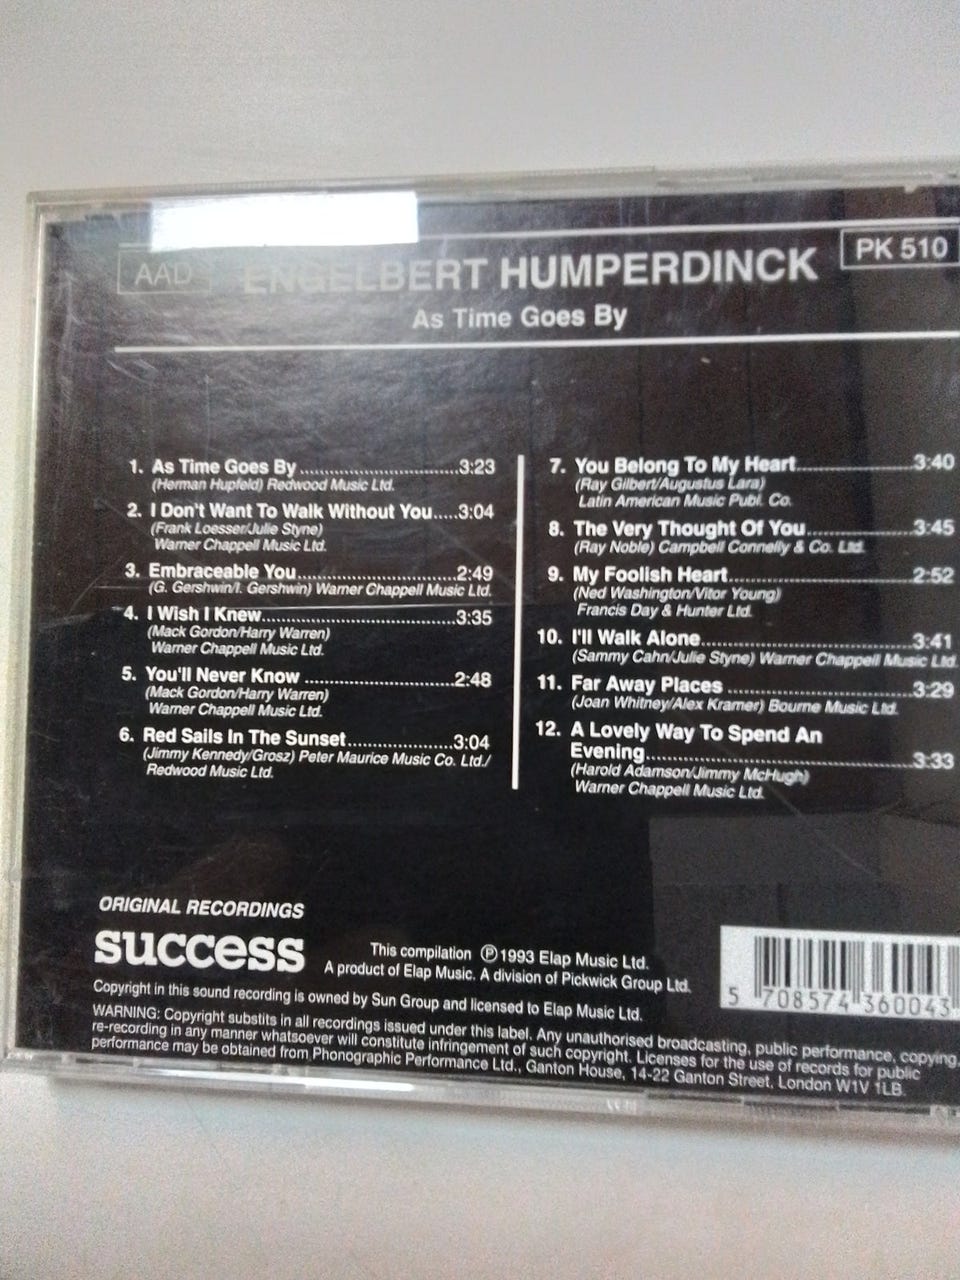 AAD
ENGELBERT HUMPERDINCK
PK 510
As Time Goes By
1. As Time Goes By..............................3:23
(Herman Hupfeld) Redwood Music Ltd.
2. I Don't Want To Walk Without You.....3:04
(Frank Loesser/Julie Styne)
Warner Chappell Music Ltd.
3. Embraceable You..............................2:49
(G. Gershwin/I. Gershwin) Warner Chappell Music Ltd.
4. I Wish I Knew.....................................3:35
(Mack Gordon/Harry Warren)
Warner Chappell Music Ltd.
5. You'll Never Know .............................2:48
(Mack Gordon/Harry Warren)
Warner Chappell Music Ltd.
6. Red Sails In The Sunset....................3:04
(Jimmy Kennedy/Grosz) Peter Maurice Music Co. Ltd./
Redwood Music Ltd.
7. You Belong To My Heart......................3:40
(Ray Gilbert/Augustus Lara)
Latin American Music Publ. Co.
8. The Very Thought Of You....................3:45
(Ray Noble) Campbell Connelly & Co. Ltd.
9. My Foolish Heart..................................2:52
(Ned Washington/Vitor Young)
Francis Day & Hunter Ltd.
10. I'll Walk Alone.......................................3:41
(Sammy Cahn/Julie Styne) Warner Chappell Music Ltd.
11. Far Away Places ..................................3:29
(Joan Whitney/Alex Kramer) Bourne Music Ltd.
12. A Lovely Way To Spend An
Evening..................................................3:33
(Harold Adamson/Jimmy McHugh)
Warner Chappell Music Ltd.
ORIGINAL RECORDINGS
success
This compilation ℗ 1993 Elap Music Ltd.
A product of Elap Music. A division of Pickwick Group Ltd.
Copyright in this sound recording is owned by Sun Group and licensed to Elap Music Ltd.
WARNING: Copyright substits in all recordings issued under this label. Any unauthorised broadcasting, public performance, copying,
re-recording in any manner whatsoever will constitute infringement of such copyright. Licenses for the use of records for public
performance may be obtained from Phonographic Performance Ltd., Ganton House, 14-22 Ganton Street, London W1V 1LB.
5 708574 360043